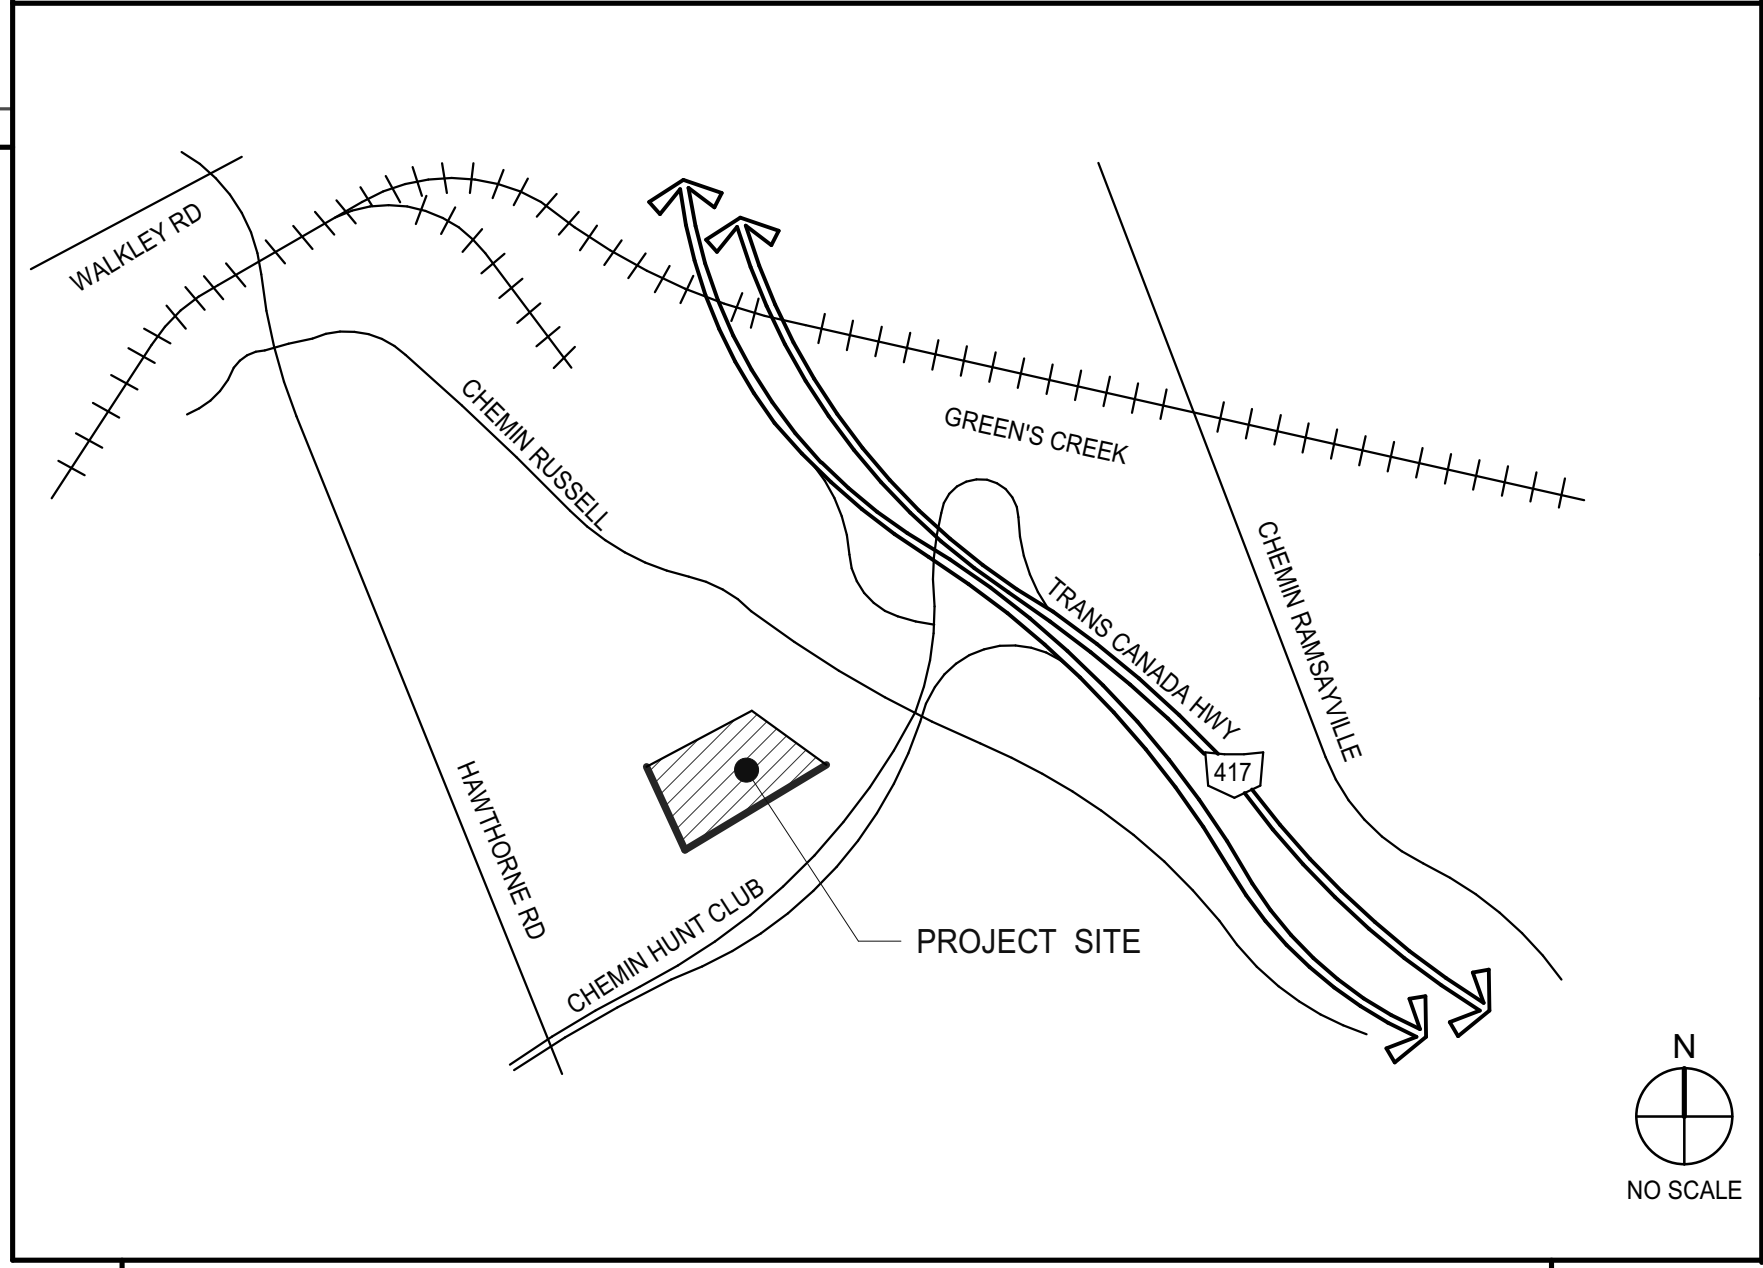 WALKLEY RD
CHEMIN RUSSELL
GREEN'S CREEK
CHEMIN RAMSAYVILLE
TRANS CANADA HWY
417
HAWTHORNE RD
CHEMIN HUNT CLUB
PROJECT SITE
N
NO SCALE